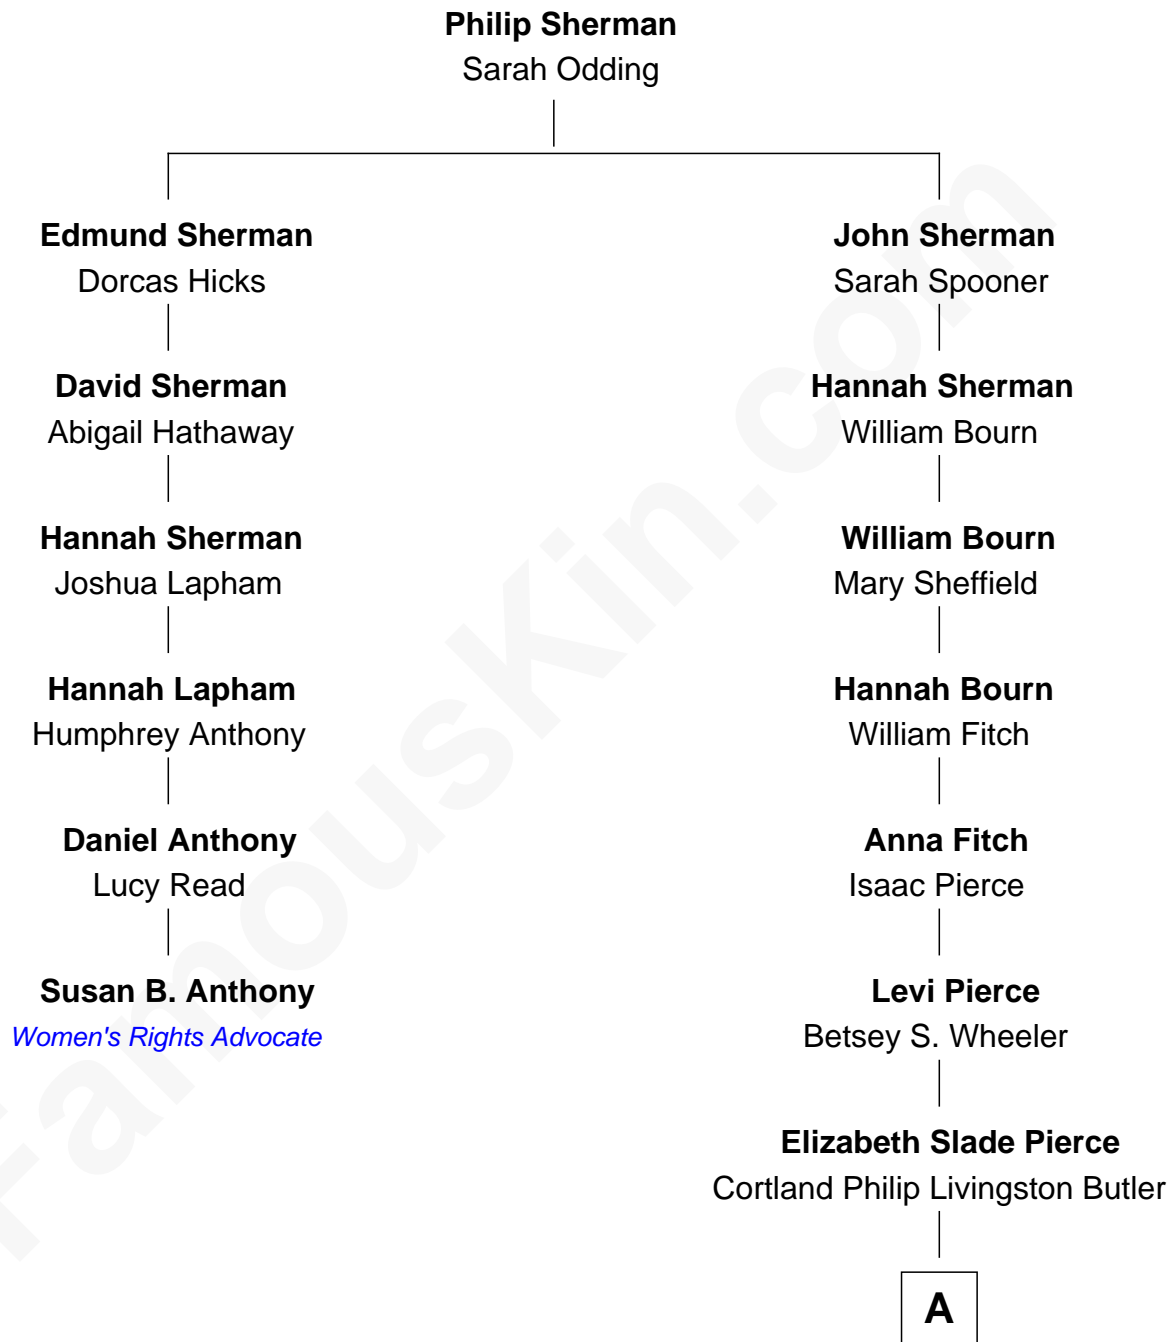 Philip Sherman
Sarah Odding
Edmund Sherman
Dorcas Hicks
David Sherman
Abigail Hathaway
Hannah Sherman
Joshua Lapham
Hannah Lapham
Humphrey Anthony
Daniel Anthony
Lucy Read
Susan B. Anthony
Women's Rights Advocate
John Sherman
Sarah Spooner
Hannah Sherman
William Bourn
William Bourn
Mary Sheffield
Hannah Bourn
William Fitch
Anna Fitch
Isaac Pierce
Levi Pierce
Betsey S. Wheeler
Elizabeth Slade Pierce
Cortland Philip Livingston Butler
A
FamousKin.com